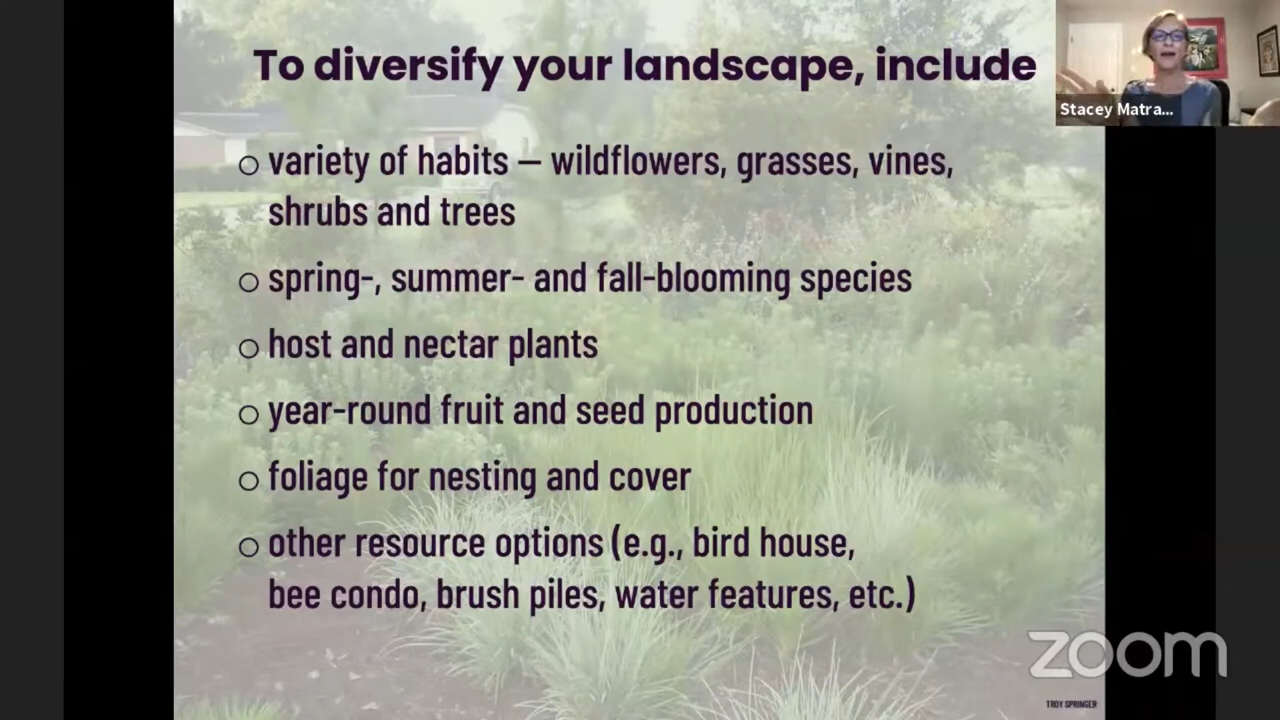 To diversify your landscape, include
Stacey Matra...
○ variety of habits – wildflowers, grasses, vines,
shrubs and trees
○ spring-, summer- and fall-blooming species
○ host and nectar plants
○ year-round fruit and seed production
○ foliage for nesting and cover
○ other resource options (e.g., bird house,
bee condo, brush piles, water features, etc.)
zoom
TROY SPRINGER